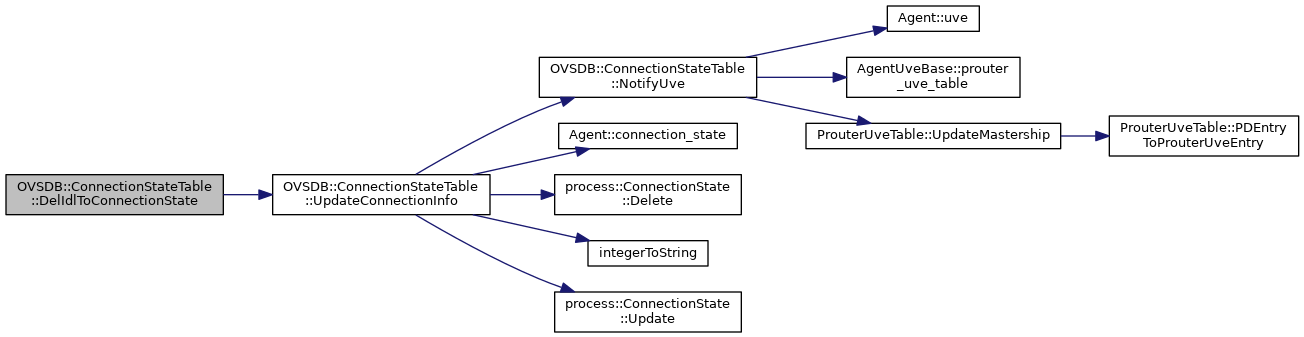 OVSDB::ConnectionStateTable
::DelIdlToConnectionState
OVSDB::ConnectionStateTable
::UpdateConnectionInfo
OVSDB::ConnectionStateTable
::NotifyUve
Agent::connection_state
process::ConnectionState
::Delete
integerToString
process::ConnectionState
::Update
Agent::uve
AgentUveBase::prouter
_uve_table
ProuterUveTable::UpdateMastership
ProuterUveTable::PDEntry
ToProuterUveEntry